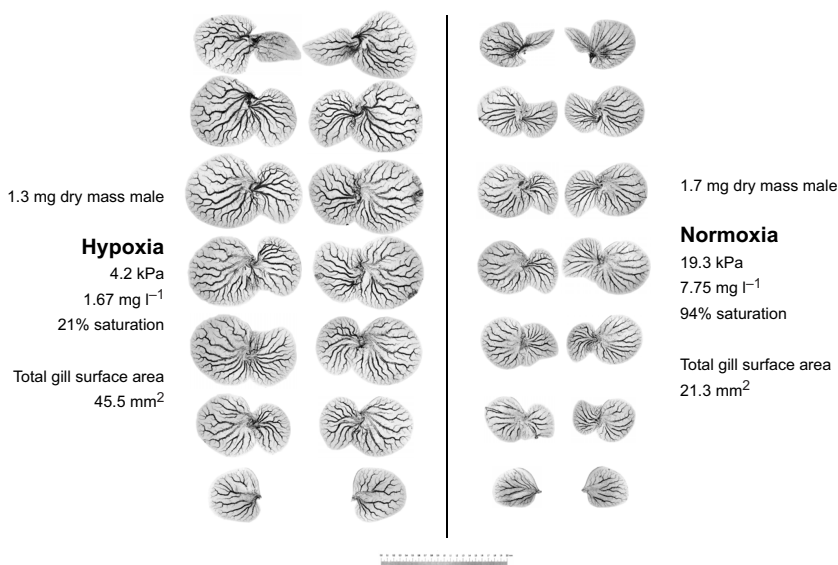 1.3 mg dry mass male
Hypoxia
4.2 kPa
1.67 mg l⁻¹
21% saturation
Total gill surface area
45.5 mm²
1.7 mg dry mass male
Normoxia
19.3 kPa
7.75 mg l⁻¹
94% saturation
Total gill surface area
21.3 mm²